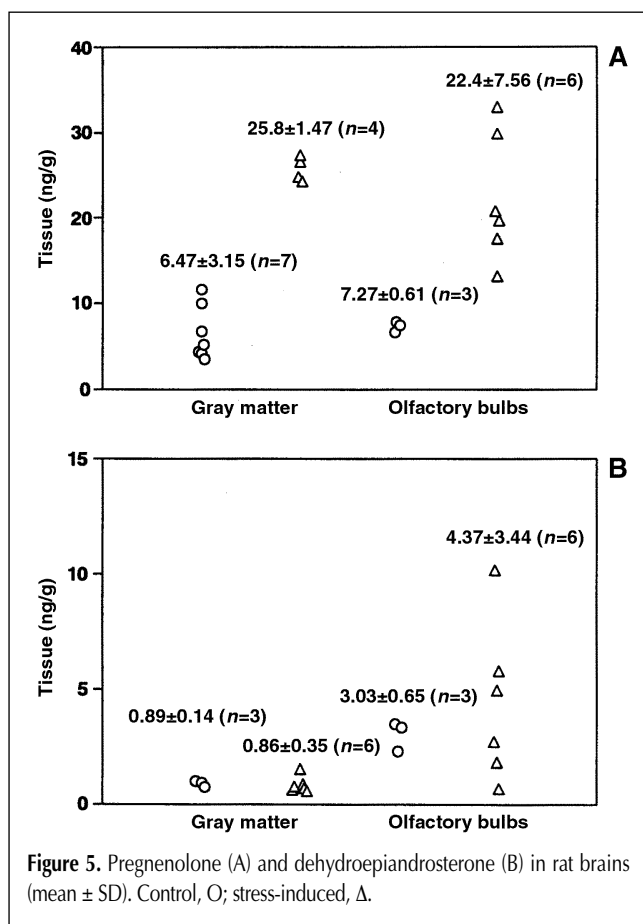 A
40
22.4±7.56 (n=6)
25.8±1.47 (n=4)
30
Tissue (ng/g)
20
6.47±3.15 (n=7)
7.27±0.61 (n=3)
10
0
Gray matter
Olfactory bulbs
B
15
4.37±3.44 (n=6)
10
Tissue (ng/g)
5
3.03±0.65 (n=3)
0.89±0.14 (n=3)
0.86±0.35 (n=6)
0
Gray matter
Olfactory bulbs
Figure 5. Pregnenolone (A) and dehydroepiandrosterone (B) in rat brains
(mean ± SD). Control, O; stress-induced, Δ.